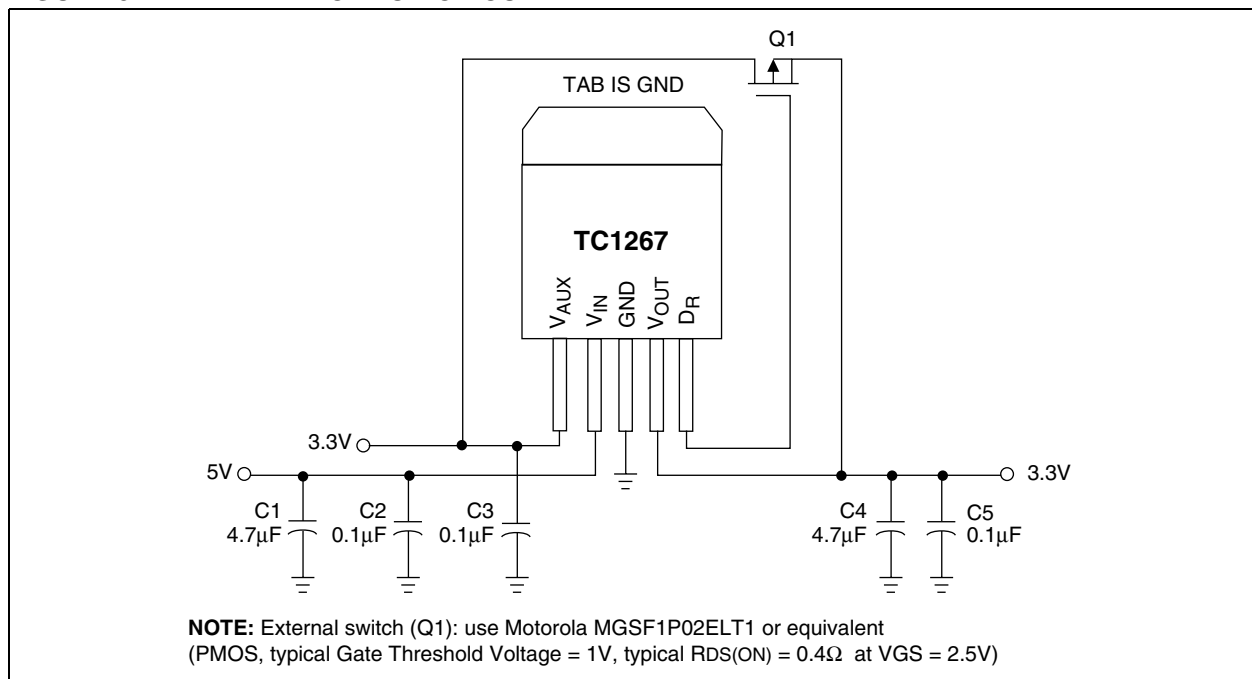 Q1
TAB IS GND
TC1267
VAUX
VIN
GND
VOUT
DR
3.3V
5V
3.3V
C1
4.7µF
C2
0.1µF
C3
0.1µF
C4
4.7µF
C5
0.1µF
NOTE: External switch (Q1): use Motorola MGSF1P02ELT1 or equivalent
(PMOS, typical Gate Threshold Voltage = 1V, typical RDS(ON) = 0.4Ω at VGS = 2.5V)